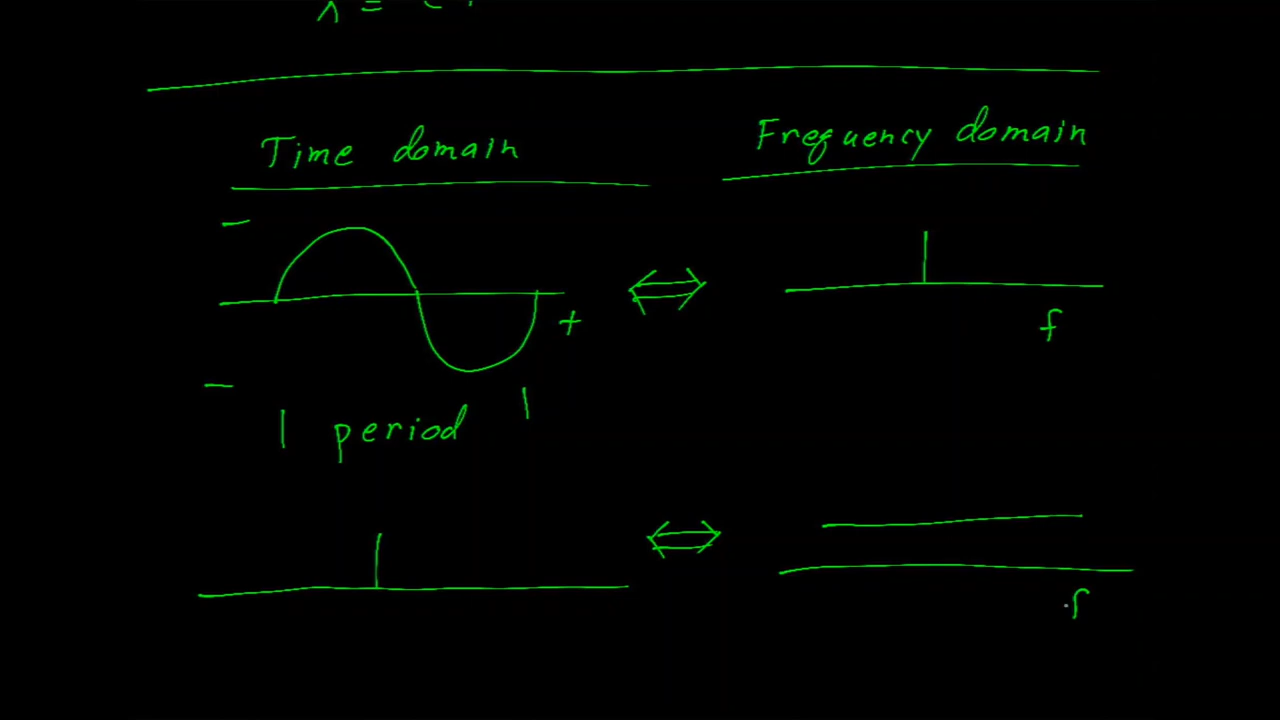 Time domain
Frequency domain
t
f
period
f